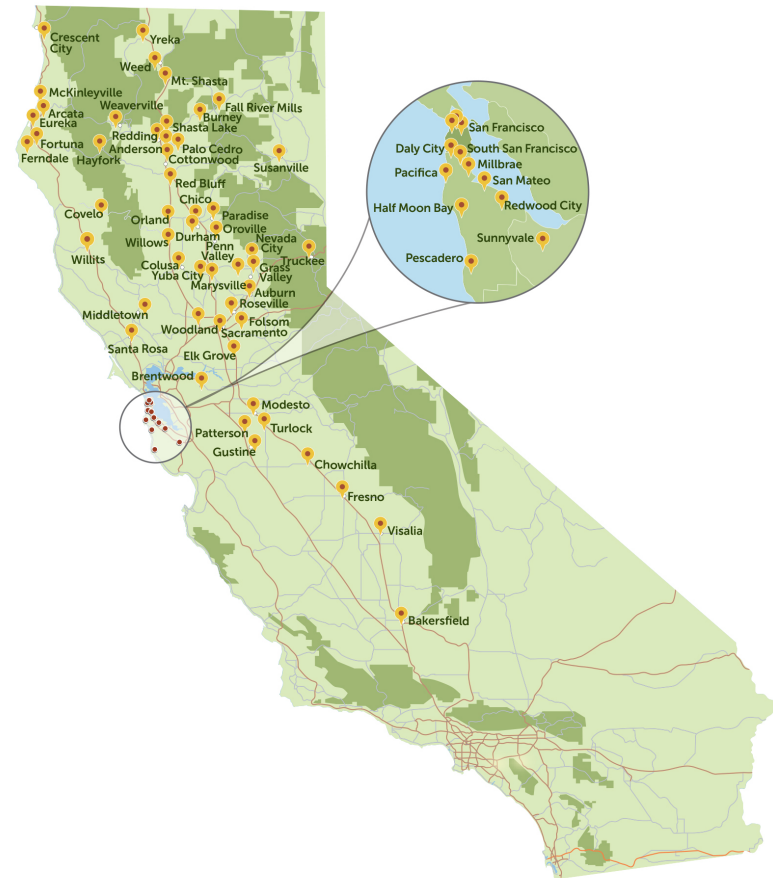 Crescent
City
Yreka
Weed
Mt. Shasta
McKinleyville
Weaverville
Fall River Mills
Arcata
Burney
Eureka
Shasta Lake
Redding
Fortuna
Anderson
Palo Cedro
Ferndale
Hayfork
Cottonwood
Susanville
Red Bluff
Chico
Covelo
Orland
Paradise
Oroville
Willows
Durham
Nevada
City
Penn
Valley
Willits
Truckee
Colusa
Grass
Valley
Yuba City
Marysville
Auburn
Roseville
Middletown
Woodland
Folsom
Sacramento
Santa Rosa
Elk Grove
Brentwood
Modesto
Turlock
Patterson
Gustine
Chowchilla
Fresno
Visalia
Bakersfield
San Francisco
Daly City
South San Francisco
Millbrae
Pacifica
San Mateo
Half Moon Bay
Redwood City
Sunnyvale
Pescadero